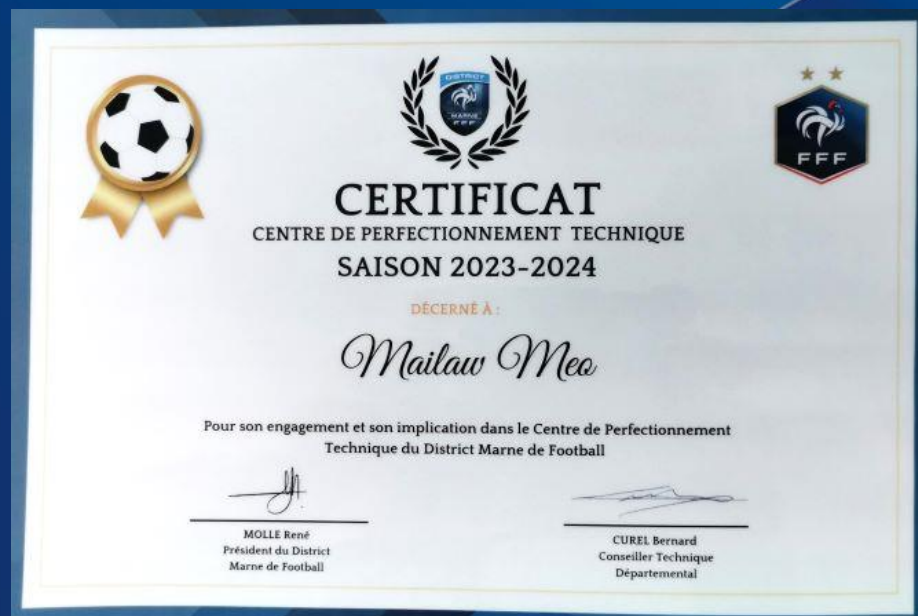 DISTRICT
MARNE
FFF
FFF
CERTIFICAT
CENTRE DE PERFECTIONNEMENT TECHNIQUE
SAISON 2023-2024
DÉCERNÉ À :
Mailaw Meo
Pour son engagement et son implication dans le Centre de Perfectionnement
Technique du District Marne de Football
MOLLE René
Président du District
Marne de Football
CUREL Bernard
Conseiller Technique
Départemental